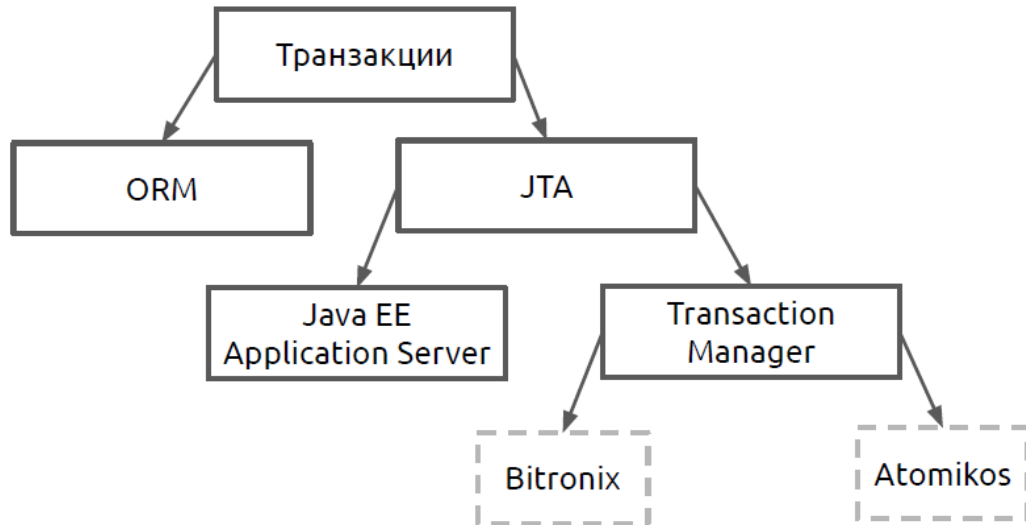 Транзакции
ORM
JTA
Java EE
Application Server
Transaction
Manager
Bitronix
Atomikos